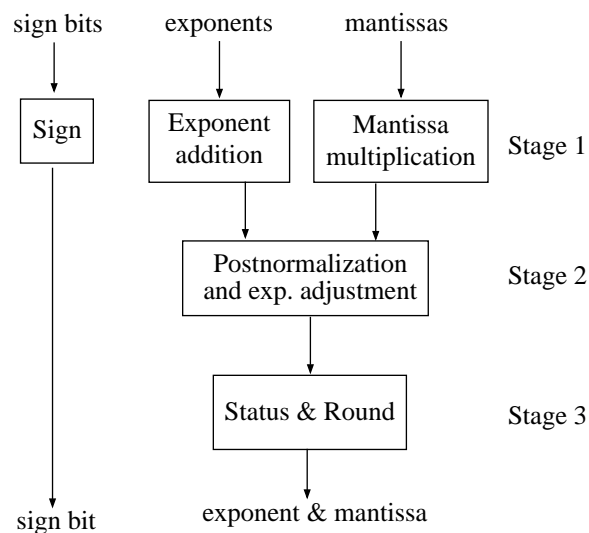 sign bits
exponents
mantissas
Sign
Exponent
addition
Mantissa
multiplication
Stage 1
Postnormalization
and exp. adjustment
Stage 2
Status & Round
Stage 3
sign bit
exponent & mantissa